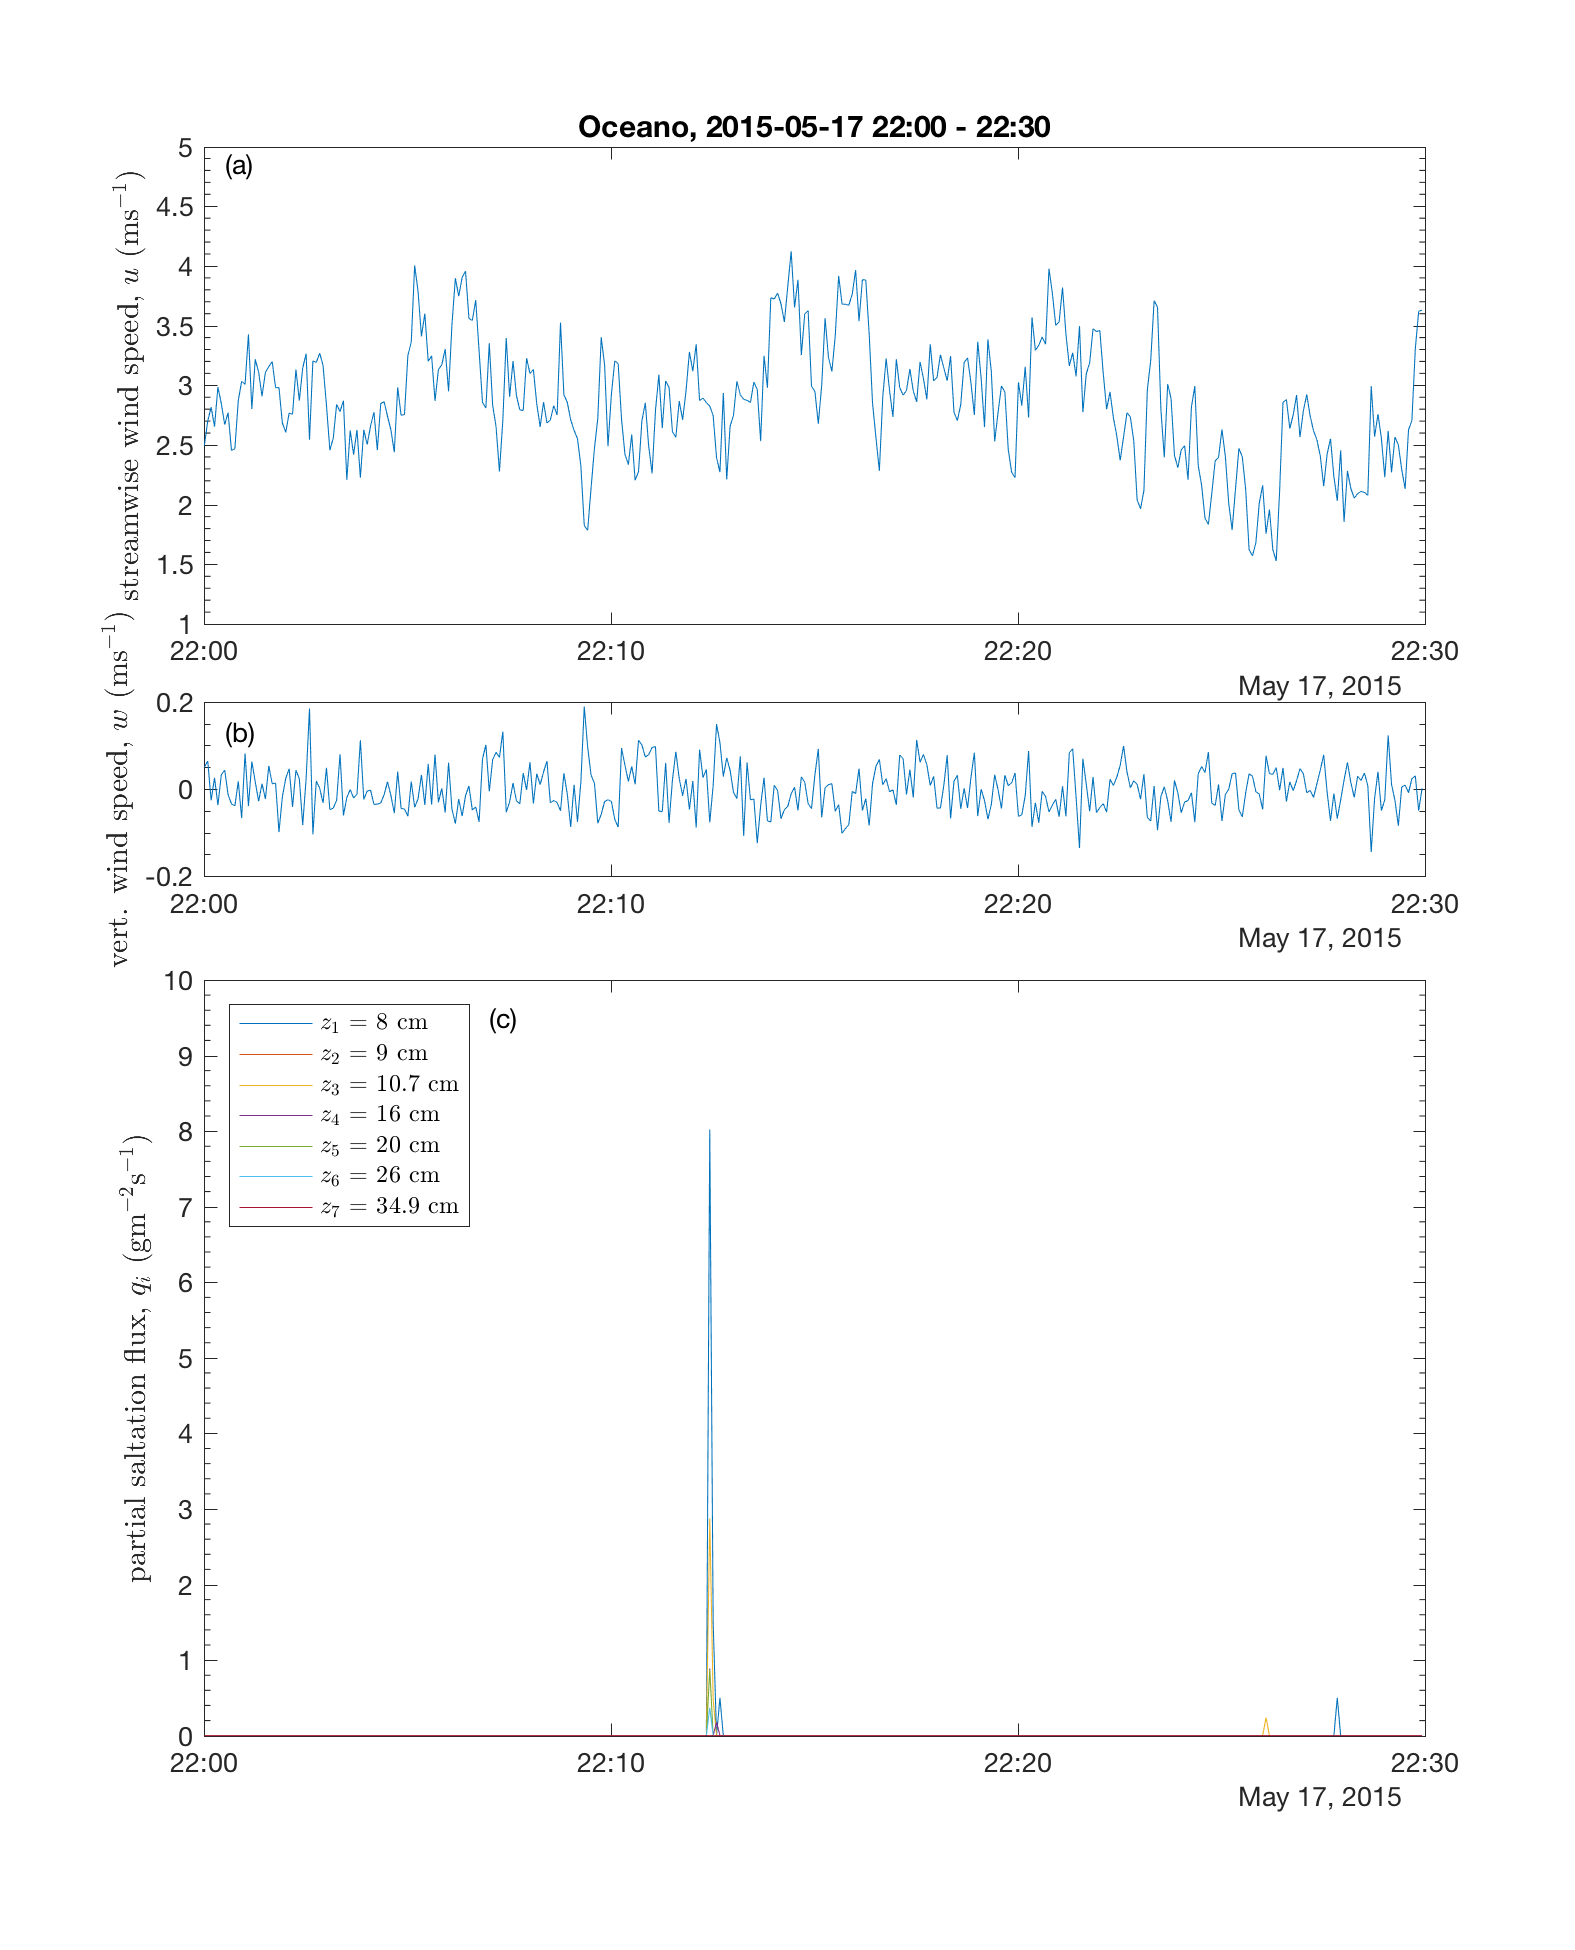 Oceano, 2015-05-17 22:00 - 22:30
(a)
streamwise wind speed, u (ms⁻¹)
5
4.5
4
3.5
3
2.5
2
1.5
1
22:00 22:10 22:20 22:30
May 17, 2015
(b)
vert. wind speed, w (ms⁻¹)
0.2
0
-0.2
22:00 22:10 22:20 22:30
May 17, 2015
(c)
partial saltation flux, qᵢ (gm⁻²s⁻¹)
10
9
8
7
6
5
4
3
2
1
0
z₁ = 8 cm
z₂ = 9 cm
z₃ = 10.7 cm
z₄ = 16 cm
z₅ = 20 cm
z₆ = 26 cm
z₇ = 34.9 cm
22:00 22:10 22:20 22:30
May 17, 2015